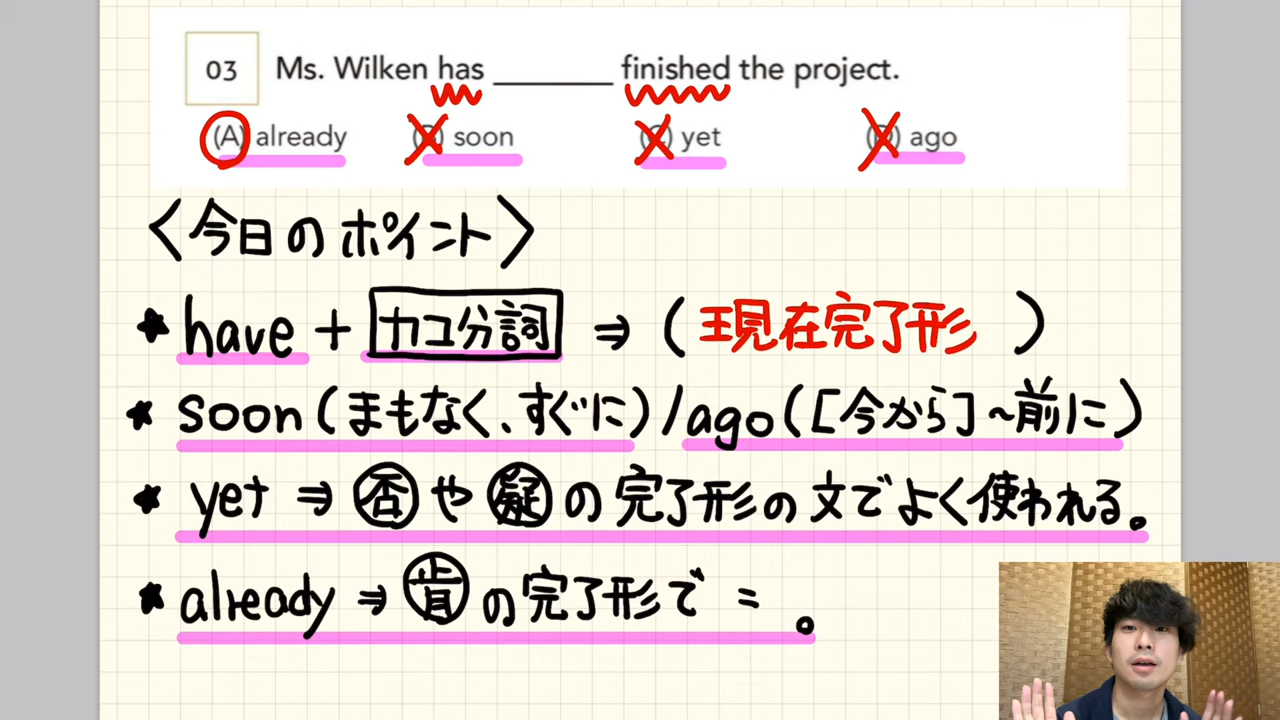 03 Ms. Wilken has ________ finished the project.
(A) already (B) soon (C) yet (D) ago
〈今日のポイント〉
★ have + カコ分詞 ⇒ (現在完了形)
★ soon(まもなく、すぐに)/ago([今から]~前に)
★ yet ⇒ 否や疑の完了形の文でよく使われる。
★ already ⇒ 肯の完了形で = 。